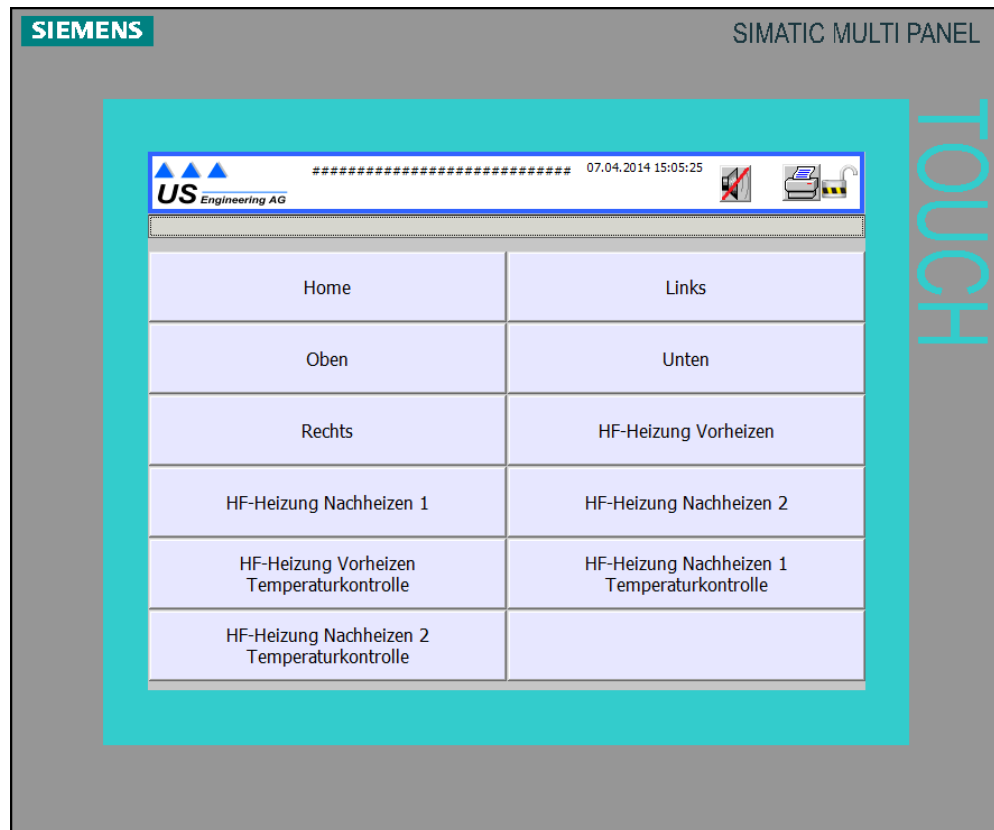 SIEMENS
SIMATIC MULTI PANEL
TOUCH
############################# 07.04.2014 15:05:25
US Engineering AG
Home
Links
Oben
Unten
Rechts
HF-Heizung Vorheizen
HF-Heizung Nachheizen 1
HF-Heizung Nachheizen 2
HF-Heizung Vorheizen
Temperaturkontrolle
HF-Heizung Nachheizen 1
Temperaturkontrolle
HF-Heizung Nachheizen 2
Temperaturkontrolle